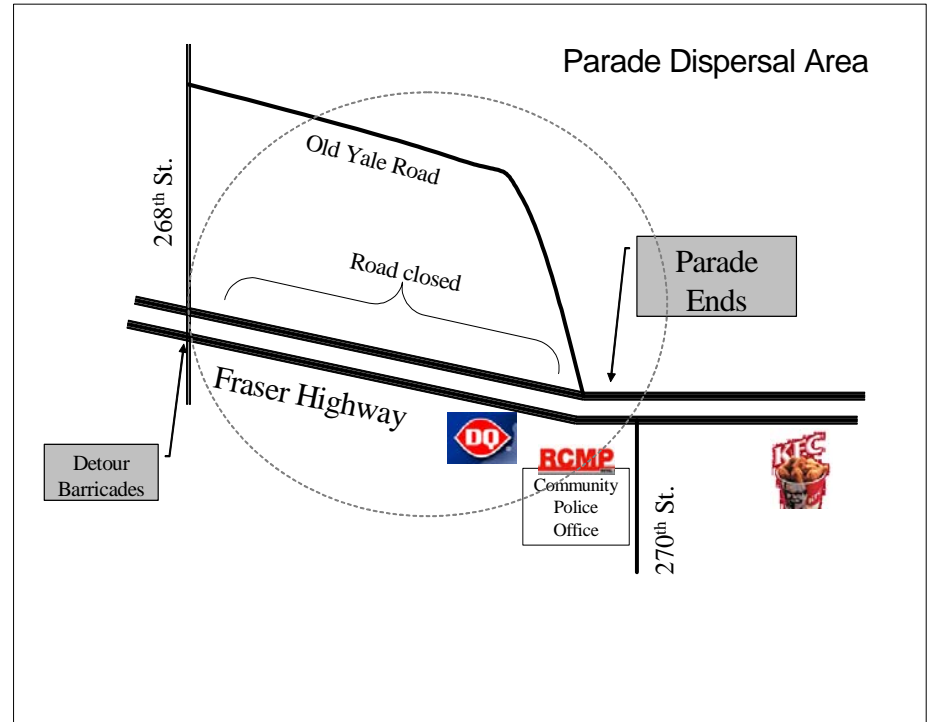 Parade Dispersal Area
Old Yale Road
268th St.
Road closed
Parade
Ends
Fraser Highway
DQ
Detour
Barricades
RCMP
Community
Police
Office
KFC
270th St.